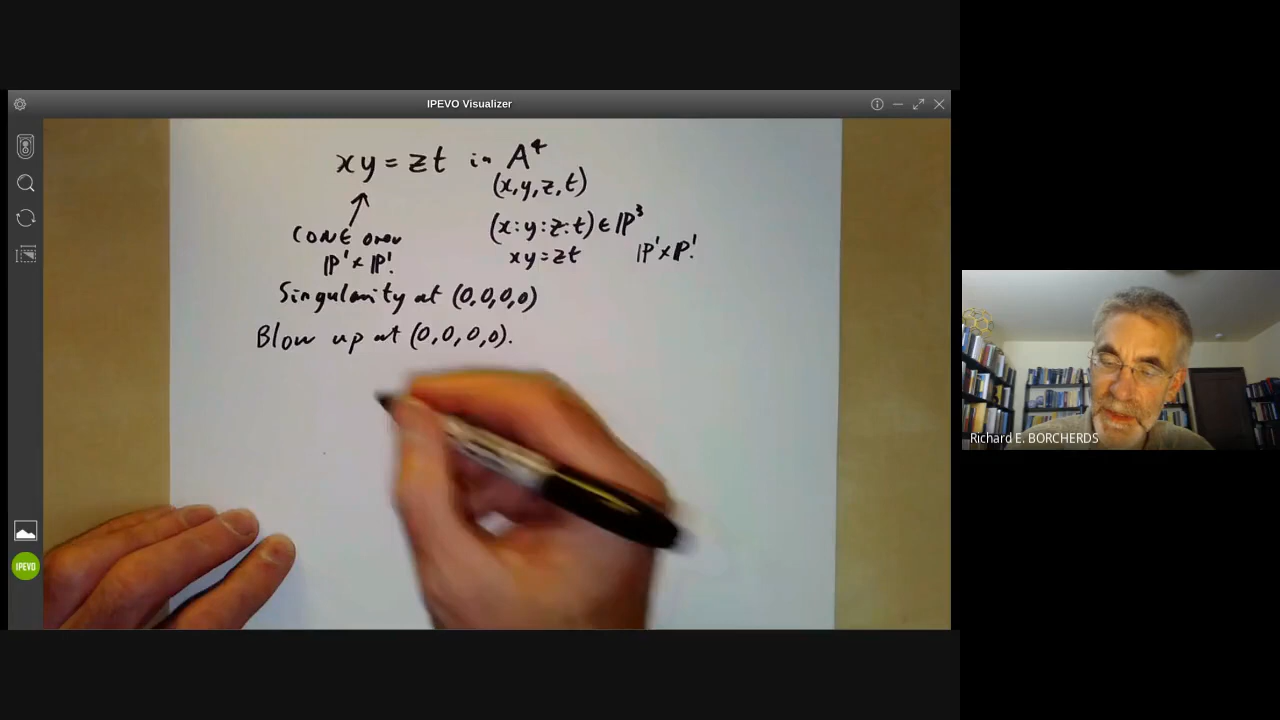 IPEVO Visualizer
xy = zt in A⁴
(x,y,z,t)
(x:y:z:t) ∈ ℙ³
CONE over
ℙ¹ × ℙ¹.
xy = zt ℙ¹ × ℙ¹.
Singularity at (0,0,0,0)
Blow up at (0,0,0,0).
IPEVO
Richard E. BORCHERDS